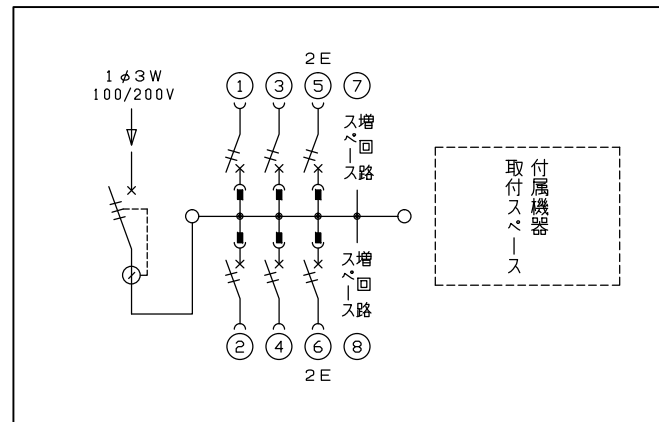 1φ3W
100/200V
2E
① ③ ⑤ ⑦
増回路
スペース
付属機器
取付スペース
増回路
スペース
② ④ ⑥ ⑧
2E